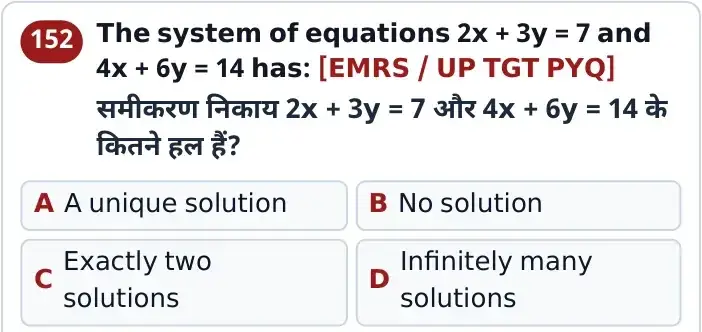 152 The system of equations 2x + 3y = 7 and
4x + 6y = 14 has: [EMRS / UP TGT PYQ]
समीकरण निकाय 2x + 3y = 7 और 4x + 6y = 14 के
कितने हल हैं?
A A unique solution
B No solution
C Exactly two
solutions
D Infinitely many
solutions